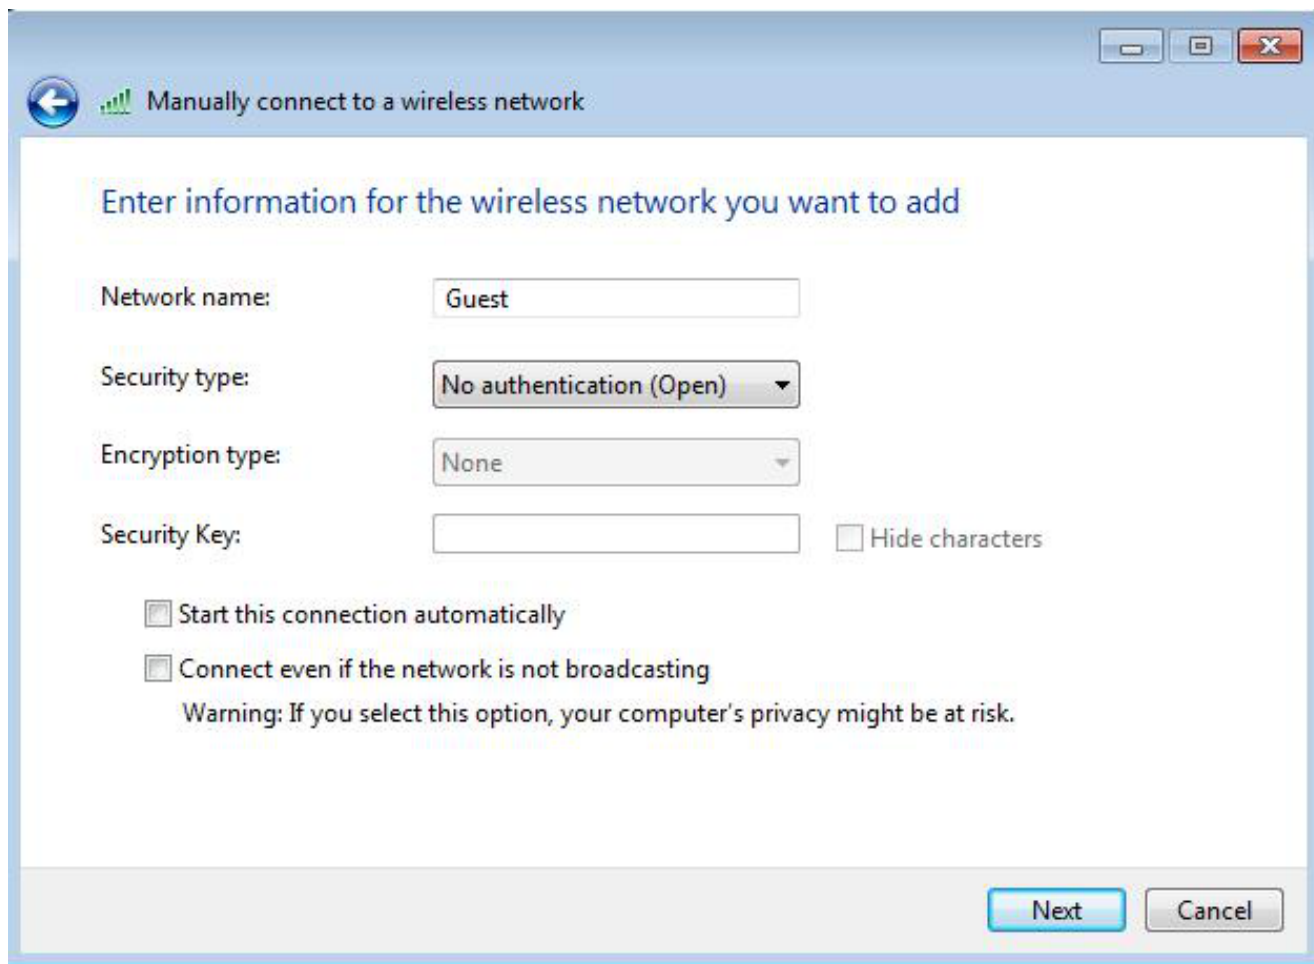 Manually connect to a wireless network
Enter information for the wireless network you want to add
Network name:
Guest
Security type:
No authentication (Open)
Encryption type:
None
Security Key:
Hide characters
Start this connection automatically
Connect even if the network is not broadcasting
Warning: If you select this option, your computer's privacy might be at risk.
Next
Cancel